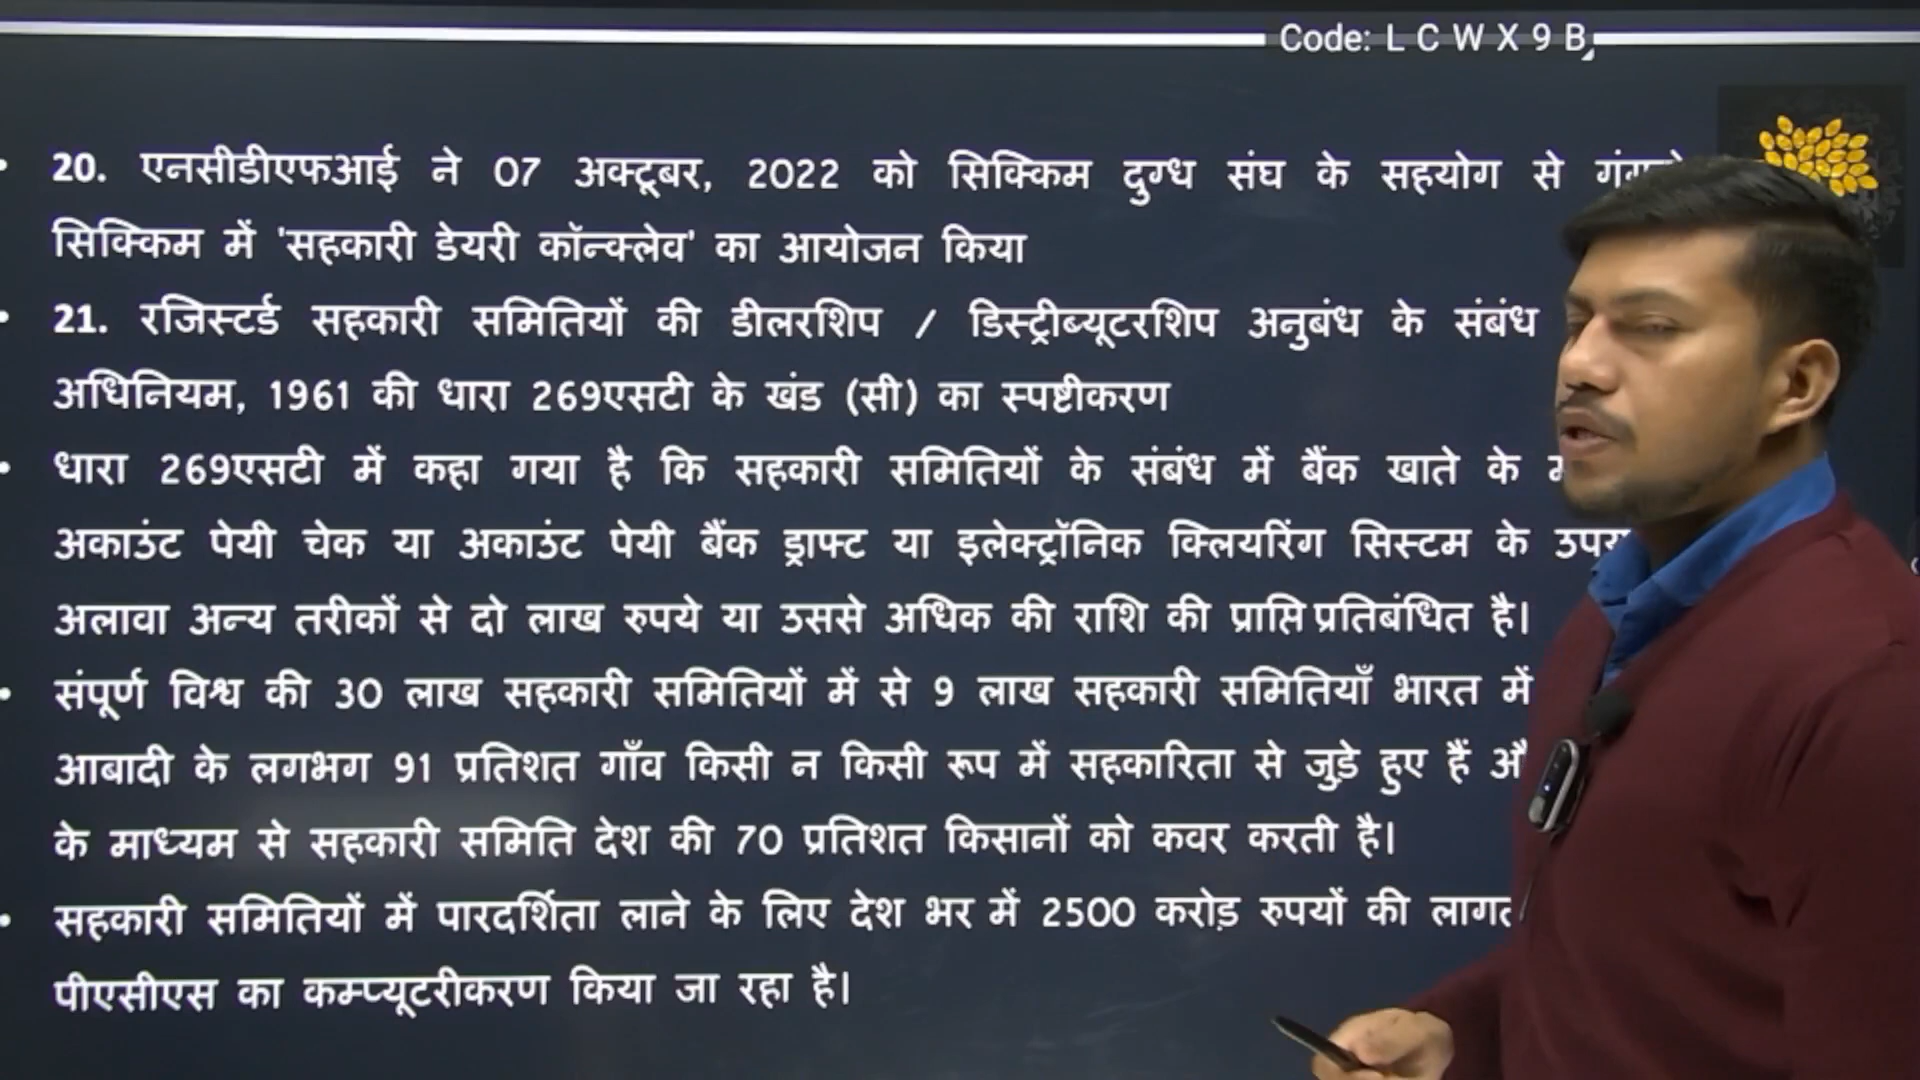 Code: L C W X 9 B
20. एनसीडीएफआई ने 07 अक्टूबर, 2022 को सिक्किम दुग्ध संघ के सहयोग से
सिक्किम में 'सहकारी डेयरी कॉन्क्लेव' का आयोजन किया
21. रजिस्टर्ड सहकारी समितियों की डीलरशिप / डिस्ट्रीब्यूटरशिप अनुबंध के संबंध
अधिनियम, 1961 की धारा 269एसटी के खंड (सी) का स्पष्टीकरण
धारा 269एसटी में कहा गया है कि सहकारी समितियों के संबंध में बैंक खाते के
अकाउंट पेयी चेक या अकाउंट पेयी बैंक ड्राफ्ट या इलेक्ट्रॉनिक क्लियरिंग सिस्टम के
अलावा अन्य तरीकों से दो लाख रुपये या उससे अधिक की राशि की प्राप्ति प्रतिबंधित है।
संपूर्ण विश्व की 30 लाख सहकारी समितियों में से 9 लाख सहकारी समितियाँ भारत में
आबादी के लगभग 91 प्रतिशत गाँव किसी न किसी रूप में सहकारिता से जुड़े हुए हैं
के माध्यम से सहकारी समिति देश की 70 प्रतिशत किसानों को कवर करती है।
सहकारी समितियों में पारदर्शिता लाने के लिए देश भर में 2500 करोड़ रुपयों की
पीएसीएस का कम्प्यूटरीकरण किया जा रहा है।